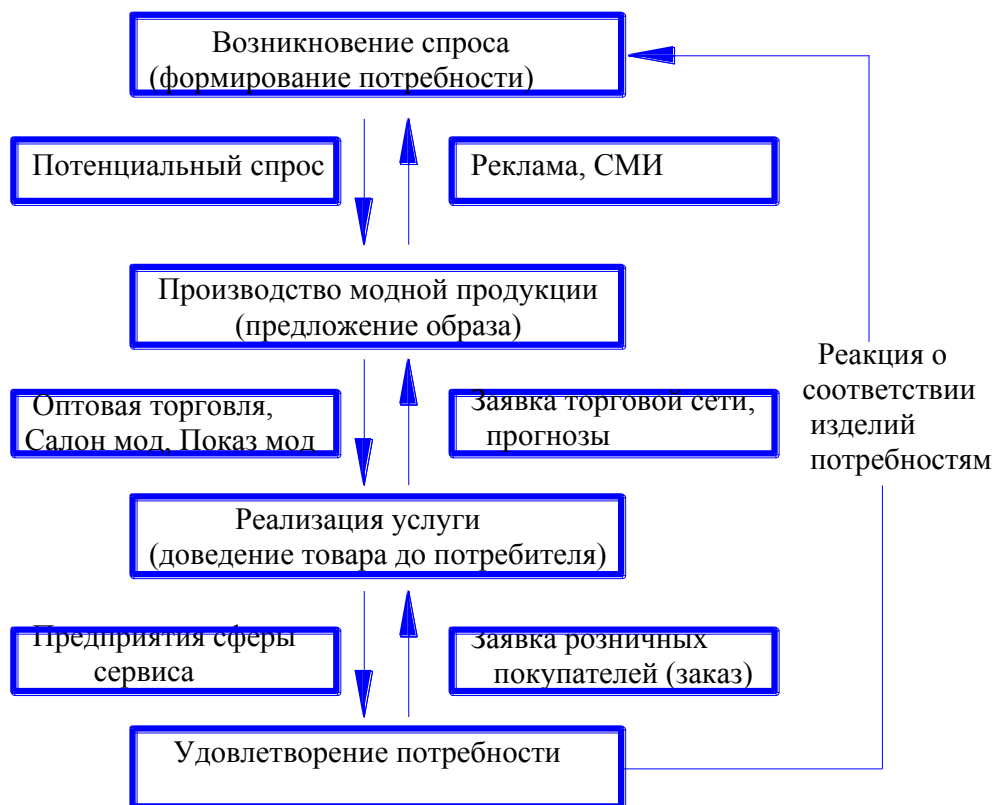 Возникновение спроса
(формирование потребности)
Потенциальный спрос
Реклама, СМИ
Производство модной продукции
(предложение образа)
Реакция о
соответствии
изделий
потребностям
Оптовая торговля,
Салон мод, Показ мод
Заявка торговой сети,
прогнозы
Реализация услуги
(доведение товара до потребителя)
Предприятия сферы
сервиса
Заявка розничных
покупателей (заказ)
Удовлетворение потребности